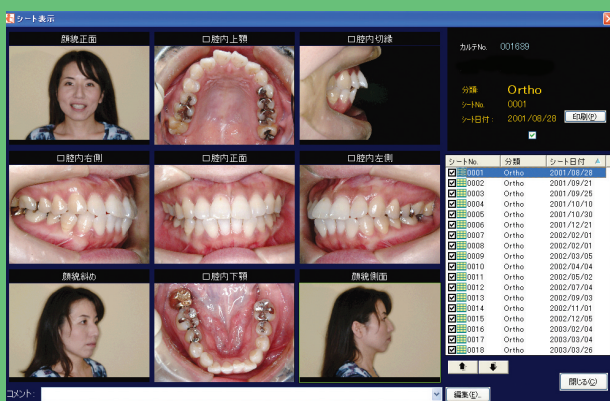 シート表示
顔貌正面
口腔内上顎
口腔内切縁
カルテNo. 001689
分類 Ortho
シートNo. 0001
シート日付: 2001/08/28 印刷(P)
口腔内右側
口腔内正面
口腔内左側
顔貌斜め
口腔内下顎
顔貌側面
シートNo. 分類 シート日付
0001 Ortho 2001/08/28
0002 Ortho 2001/09/21
0003 Ortho 2001/09/25
0004 Ortho 2001/10/10
0005 Ortho 2001/10/30
0006 Ortho 2001/12/21
0007 Ortho 2002/02/01
0008 Ortho 2002/02/01
0009 Ortho 2002/03/05
0010 Ortho 2002/04/04
0011 Ortho 2002/05/02
0012 Ortho 2002/07/04
0013 Ortho 2002/09/03
0014 Ortho 2002/11/01
0015 Ortho 2002/12/05
0016 Ortho 2003/02/04
0017 Ortho 2003/03/04
0018 Ortho 2003/03/26
閉じる(C)
コメント:
編集(E)..